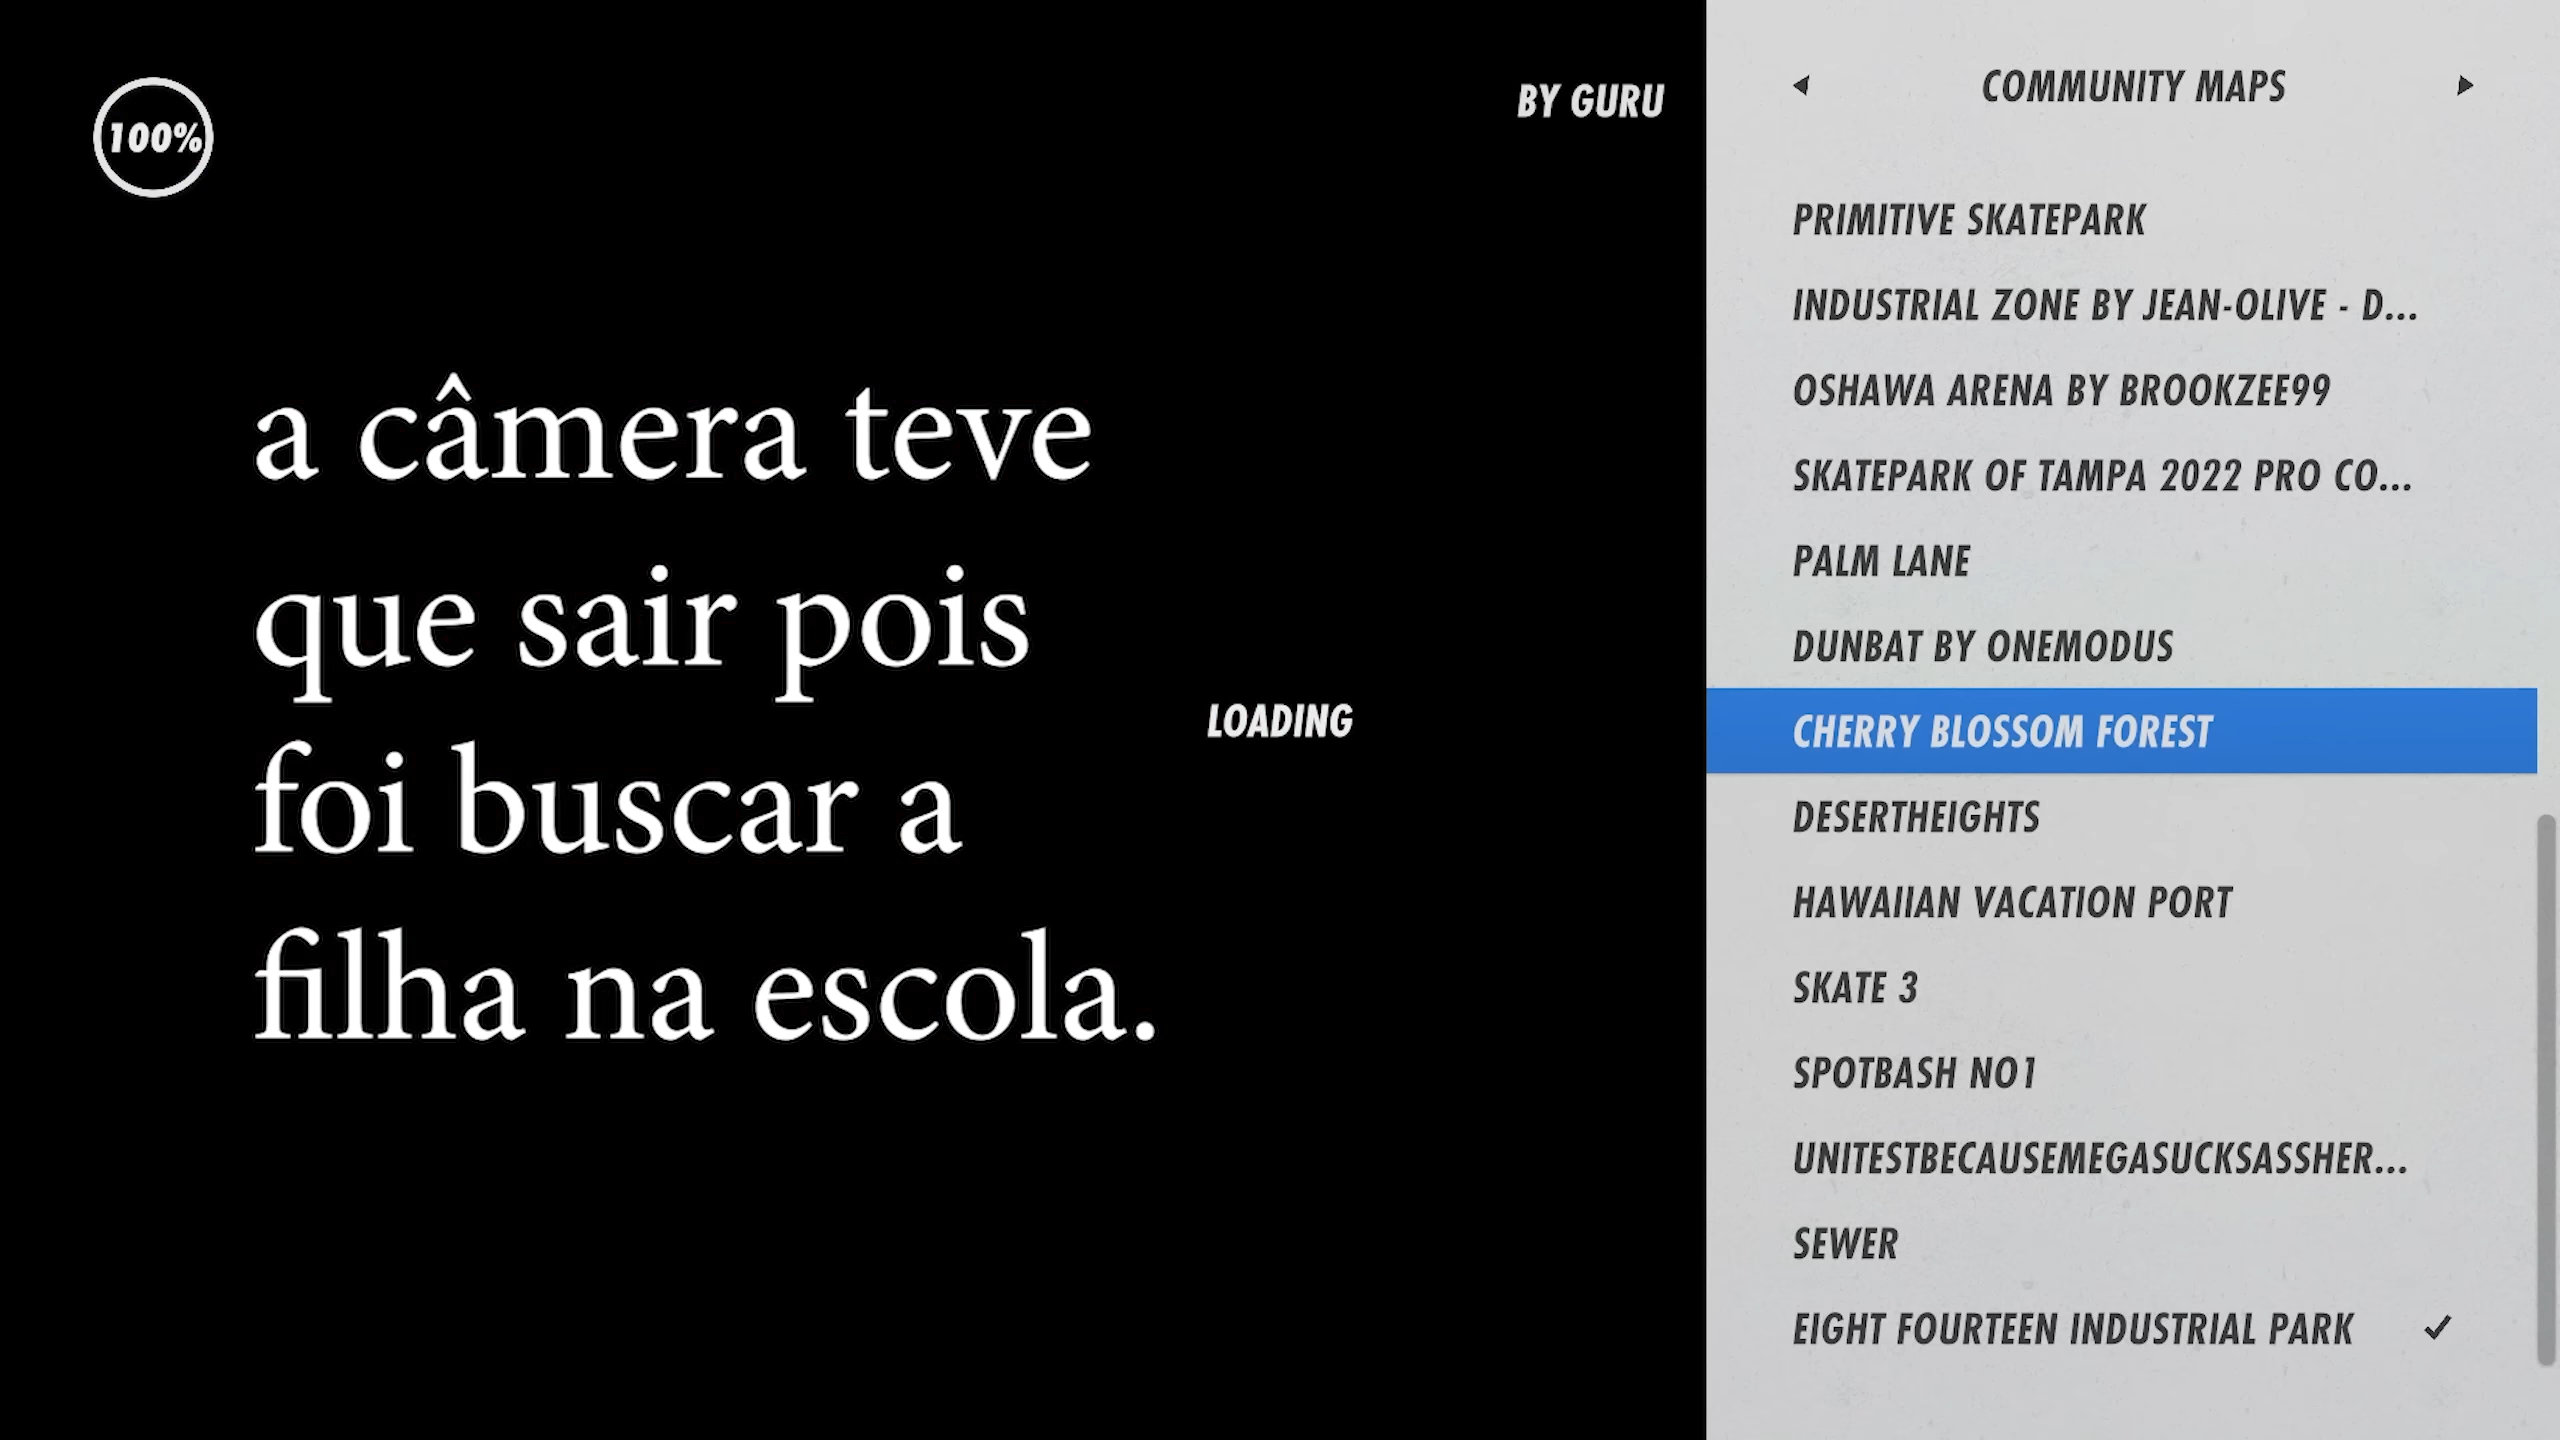 100%
BY GURU
a câmera teve
que sair pois
foi buscar a
filha na escola.
LOADING
COMMUNITY MAPS
PRIMITIVE SKATEPARK
INDUSTRIAL ZONE BY JEAN-OLIVE - D...
OSHAWA ARENA BY BROOKZEE99
SKATEPARK OF TAMPA 2022 PRO CO...
PALM LANE
DUNBAT BY ONEMODUS
CHERRY BLOSSOM FOREST
DESERTHEIGHTS
HAWAIIAN VACATION PORT
SKATE 3
SPOTBASH NO1
UNITESTBECAUSEMEGASUCKSASSHER...
SEWER
EIGHT FOURTEEN INDUSTRIAL PARK